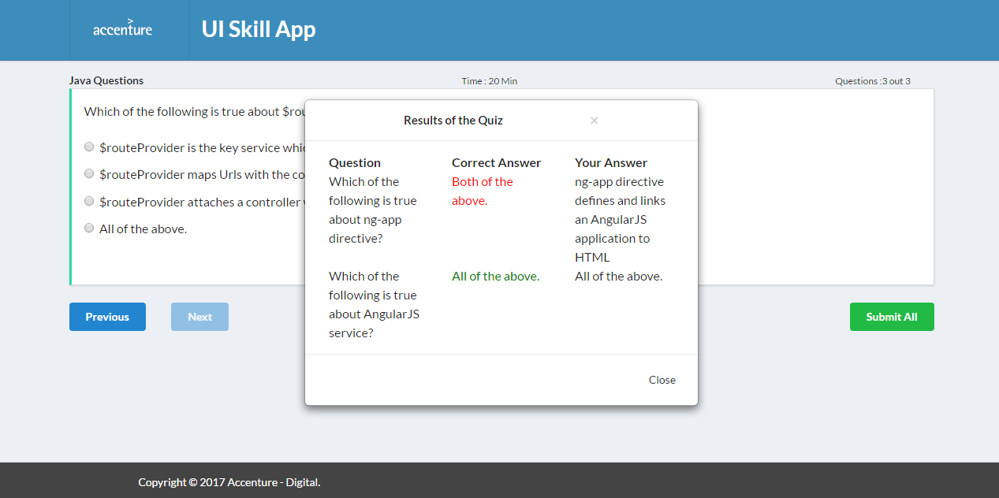 accenture
UI Skill App
Java Questions
Time : 20 Min
Questions :3 out 3
Which of the following is true about
$routeProvider is the key service
$routeProvider maps Urls with the
$routeProvider attaches a controller
All of the above.
Results of the Quiz
×
Question Correct Answer Your Answer
Which of the
following is true
about ng-app
directive?
Both of the
above.
ng-app directive
defines and links
an AngularJS
application to
HTML
Which of the
following is true
about AngularJS
service?
All of the above.
All of the above.
Close
Previous
Next
Submit All
Copyright © 2017 Accenture - Digital.